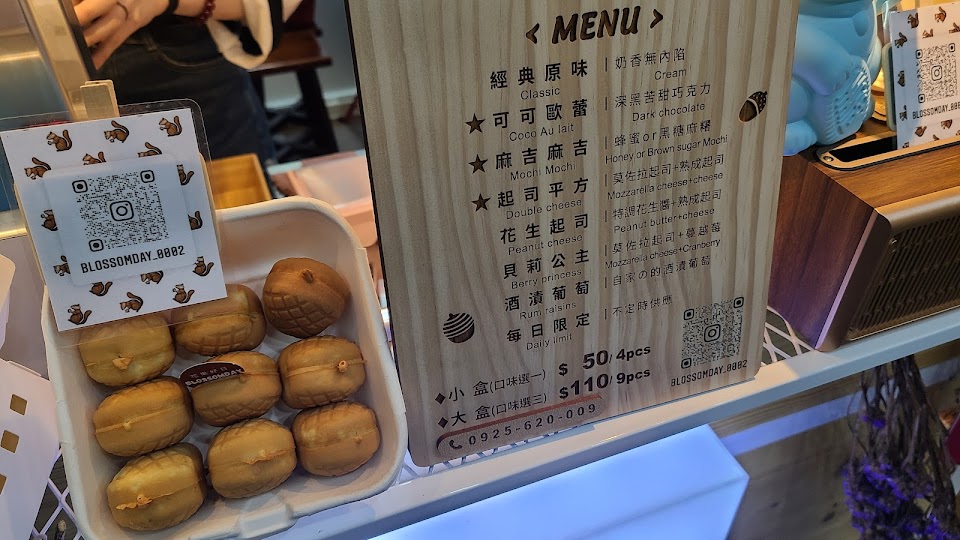 BLOSSOMDAY_0002
BLOSSOMDAY
< MENU >
經典原味 | 奶香無內陷
Classic Cream
★可可歐蕾 | 深黑苦甜巧克力
Coco Au lait Dark chocolate
★麻吉麻吉 | 蜂蜜or黑糖麻糬
Mochi Mochi Honey or Brown sugar Mochi
★起司平方 | 莫佐拉起司+熟成起司
Double cheese Mozzarella cheese+cheese
花生起司 | 特調花生醬+熟成起司
Peanut cheese Peanut butter+cheese
貝莉公主 | 莫佐拉起司+蔓越莓
Berry princess Mozzarella cheese+Cranberry
酒漬葡萄 | 自家の的酒漬葡萄
Rum raisins
每日限定 | 不定時供應
Daily limit
◆小盒(口味選一) $ 50/4pcs
◆大盒(口味選三) $110/9pcs
0925-620-009
BLOSSOMDAY_0002
BLOSSOMDAY_0002